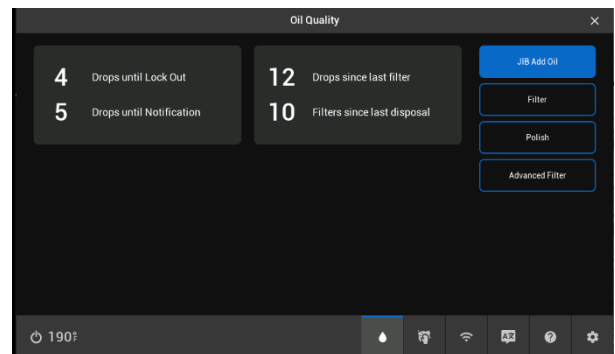 Oil Quality
4 Drops until Lock Out
5 Drops until Notification
12 Drops since last filter
10 Filters since last disposal
JIB Add Oil
Filter
Polish
Advanced Filter
190°F